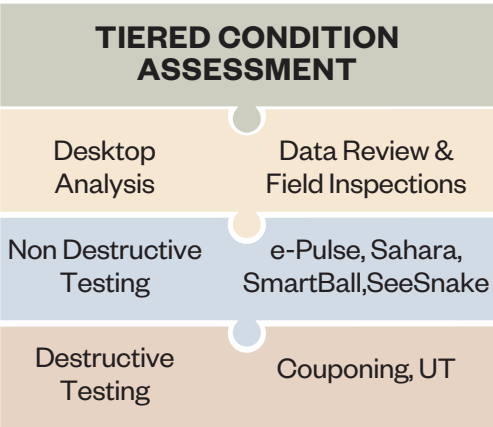 TIERED CONDITION
ASSESSMENT
Desktop
Analysis
Data Review &
Field Inspections
Non Destructive
Testing
e-Pulse, Sahara,
SmartBall,SeeSnake
Destructive
Testing
Couponing, UT